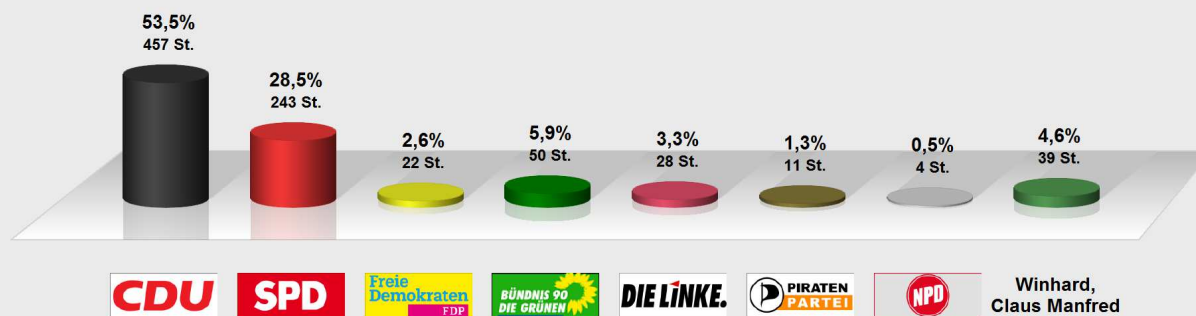 53,5%
457 St.
28,5%
243 St.
2,6%
22 St.
5,9%
50 St.
3,3%
28 St.
1,3%
11 St.
0,5%
4 St.
4,6%
39 St.
CDU
SPD
Freie
Demokraten
FDP
BÜNDNIS 90
DIE GRÜNEN
DIE LINKE.
PIRATEN
PARTEI
NPD
Winhard,
Claus Manfred